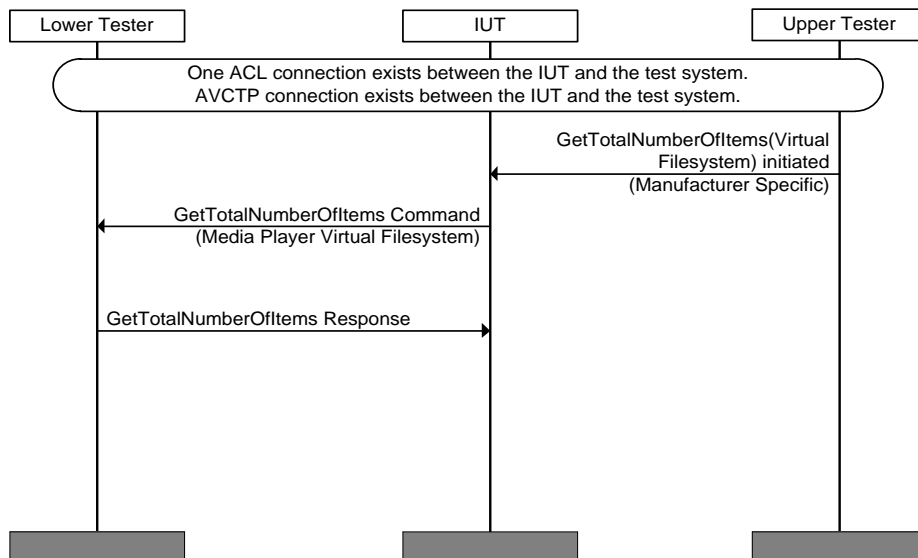 Lower Tester
IUT
Upper Tester
One ACL connection exists between the IUT and the test system.
AVCTP connection exists between the IUT and the test system.
GetTotalNumberOfItems(Virtual
Filesystem) initiated
(Manufacturer Specific)
GetTotalNumberOfItems Command
(Media Player Virtual Filesystem)
GetTotalNumberOfItems Response